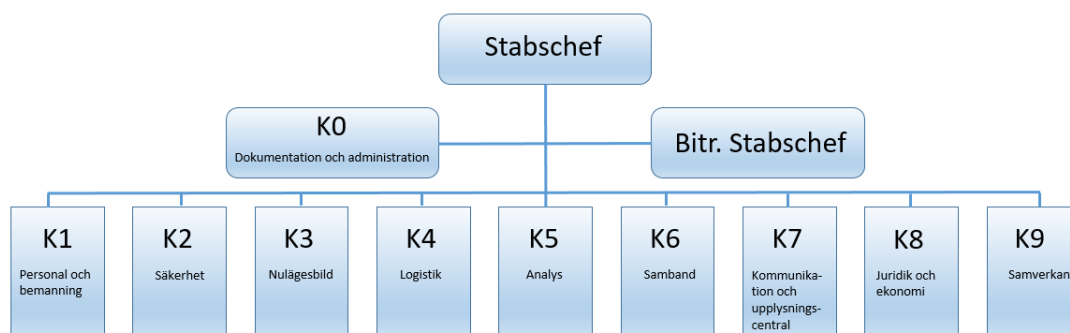 Stabschef
K0
Dokumentation och administration
Bitr. Stabschef
K1
Personal och
bemanning
K2
Säkerhet
K3
Nulägesbild
K4
Logistik
K5
Analys
K6
Samband
K7
Kommunika-
tion och
upplysnings-
central
K8
Juridik och
ekonomi
K9
Samverkan